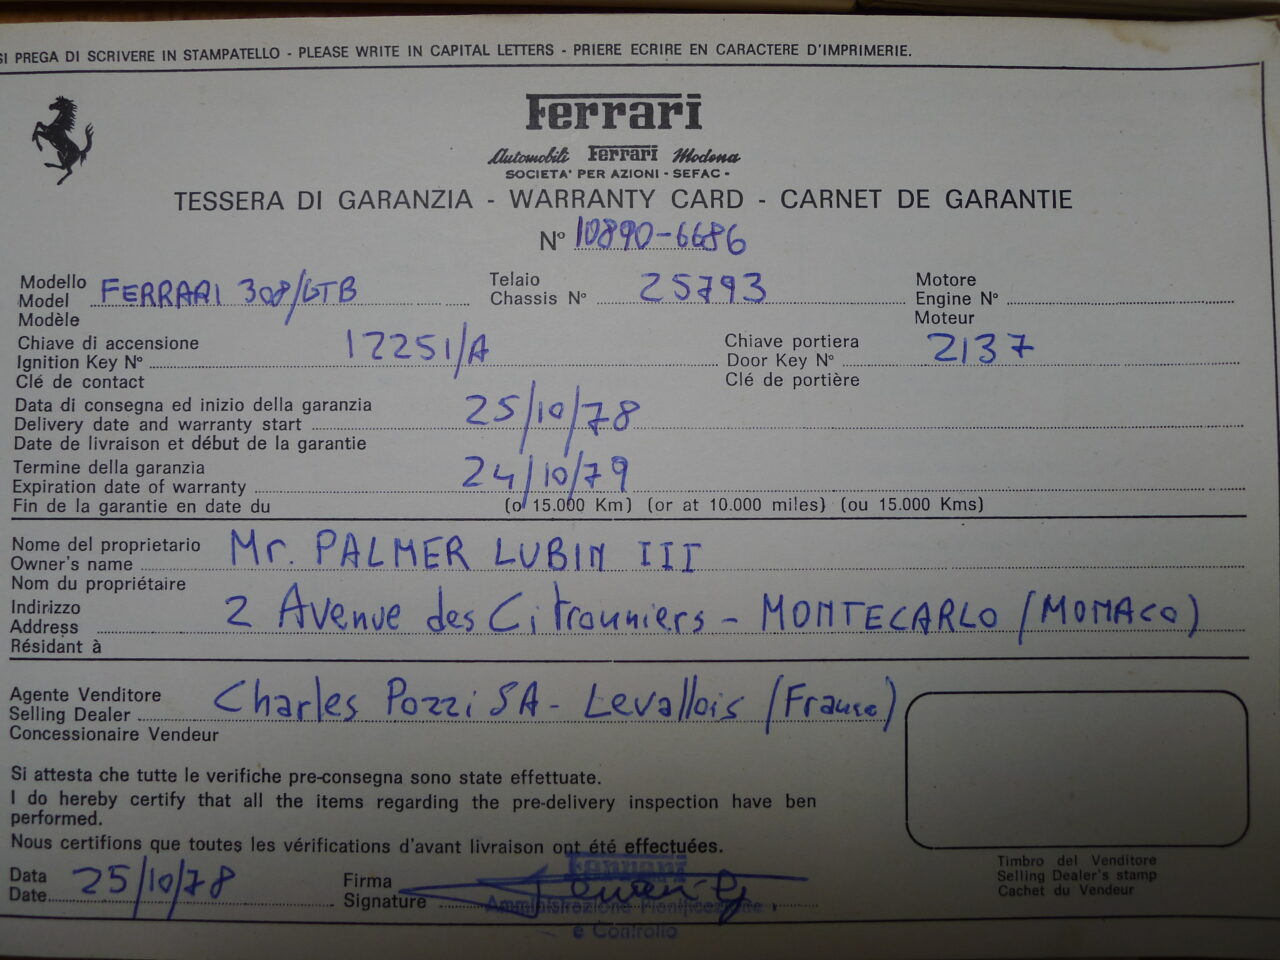 SI PREGA DI SCRIVERE IN STAMPATELLO - PLEASE WRITE IN CAPITAL LETTERS - PRIERE ECRIRE EN CARACTERE D'IMPRIMERIE.
Ferrari
Automobili Ferrari Modena
SOCIETA' PER AZIONI - SEFAC -
TESSERA DI GARANZIA - WARRANTY CARD - CARNET DE GARANTIE
N° 10890-6686
Modello
Model FERRARI 308/GTB
Modèle
Telaio
Chassis N° 25793
Motore
Engine N°
Moteur
Chiave di accensione
Ignition Key N° 12251/A
Clé de contact
Chiave portiera
Door Key N° 2137
Clé de portière
Data di consegna ed inizio della garanzia
Delivery date and warranty start 25/10/78
Date de livraison et début de la garantie
Termine della garanzia
Expiration date of warranty 24/10/79
Fin de la garantie en date du (o 15.000 Km) (or at 10.000 miles) (ou 15.000 Kms)
Nome del proprietario
Owner's name Mr. PALMER LUBIN III
Nom du propriétaire
Indirizzo
Address 2 Avenue des Citrouniers - MONTECARLO (MONACO)
Résidant à
Agente Venditore
Selling Dealer Charles Pozzi SA - Levallois (France)
Concessionaire Vendeur
Si attesta che tutte le verifiche pre-consegna sono state effettuate.
I do hereby certify that all the items regarding the pre-delivery inspection have ben
performed.
Nous certifions que toutes les vérifications d'avant livraison ont été effectuées.
Data
Date 25/10/78
Firma
Signature
Ferrari
Amministrazione Pianificazione
e Controllo
Timbro del Venditore
Selling Dealer's stamp
Cachet du Vendeur